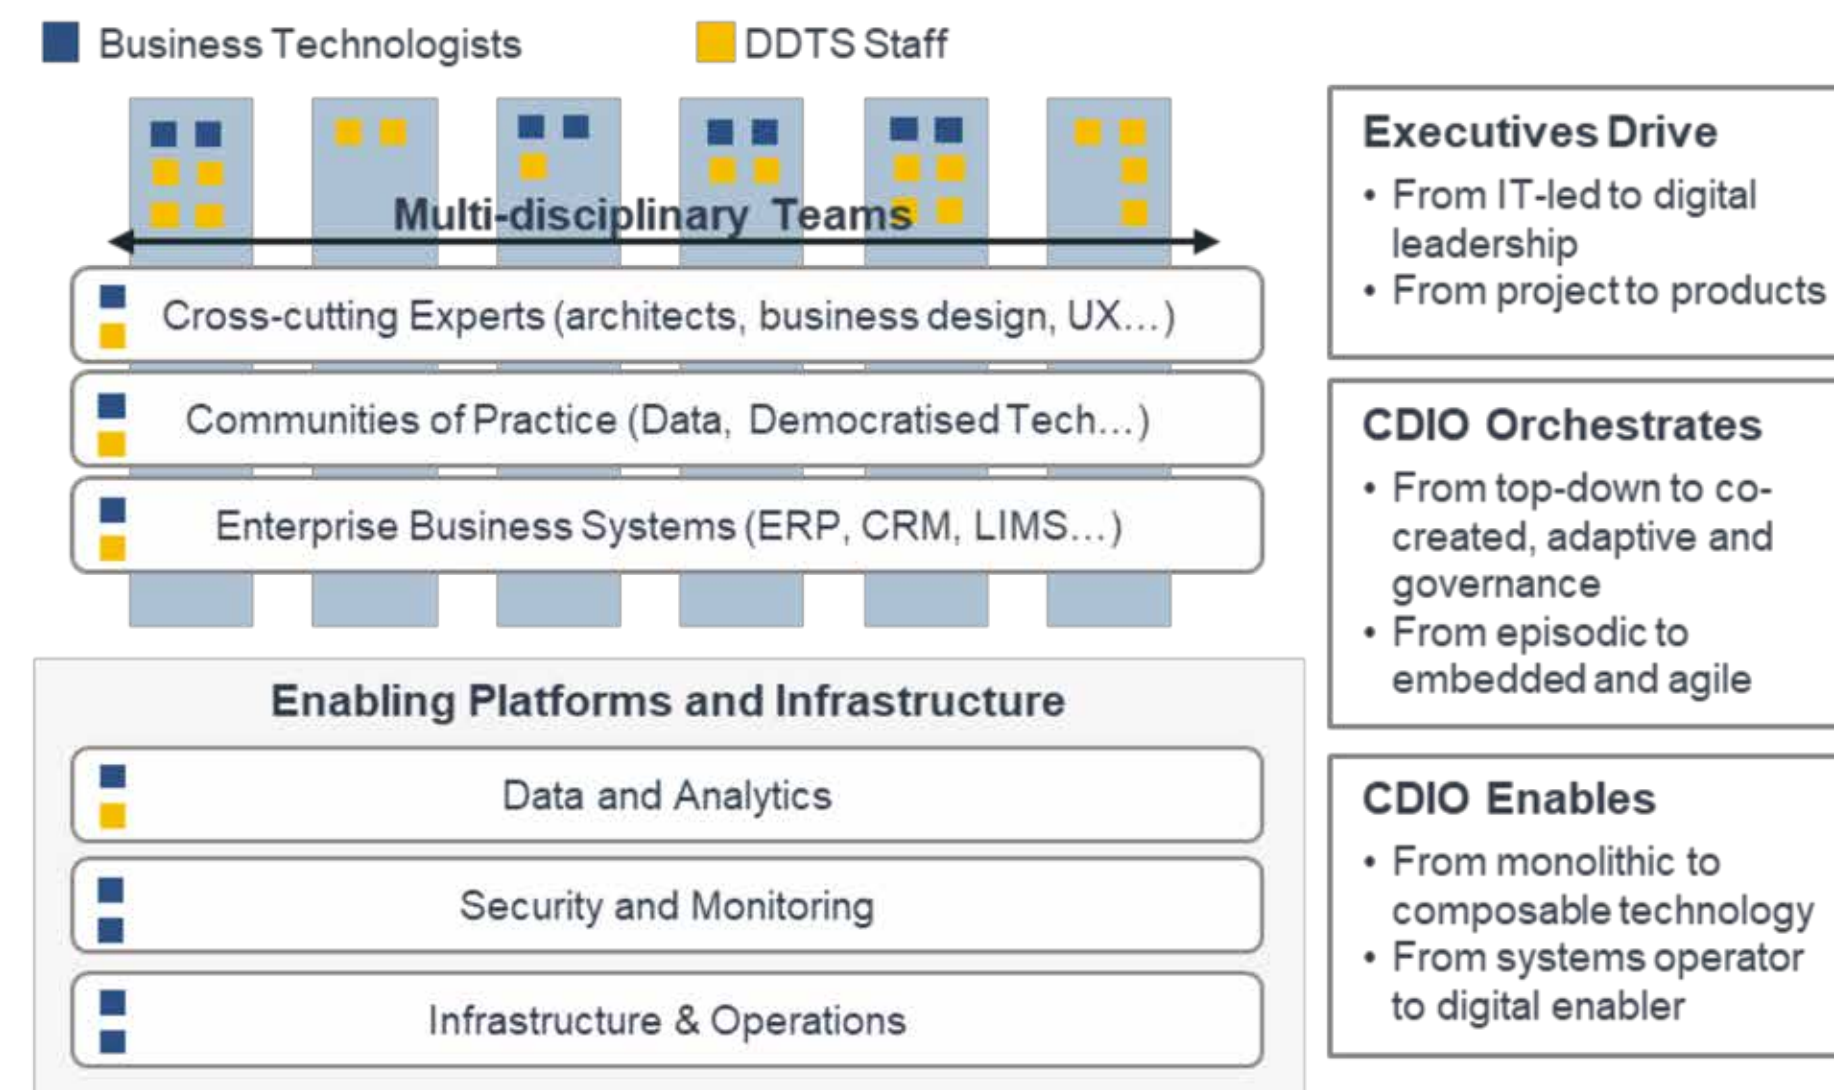 Business Technologists
DDTS Staff
Multi-disciplinary Teams
Cross-cutting Experts (architects, business design, UX...)
Communities of Practice (Data, Democratised Tech...)
Enterprise Business Systems (ERP, CRM, LIMS...)
Enabling Platforms and Infrastructure
Data and Analytics
Security and Monitoring
Infrastructure & Operations
Executives Drive
• From IT-led to digital
leadership
• From project to products
CDIO Orchestrates
• From top-down to co-
created, adaptive and
governance
• From episodic to
embedded and agile
CDIO Enables
• From monolithic to
composable technology
• From systems operator
to digital enabler